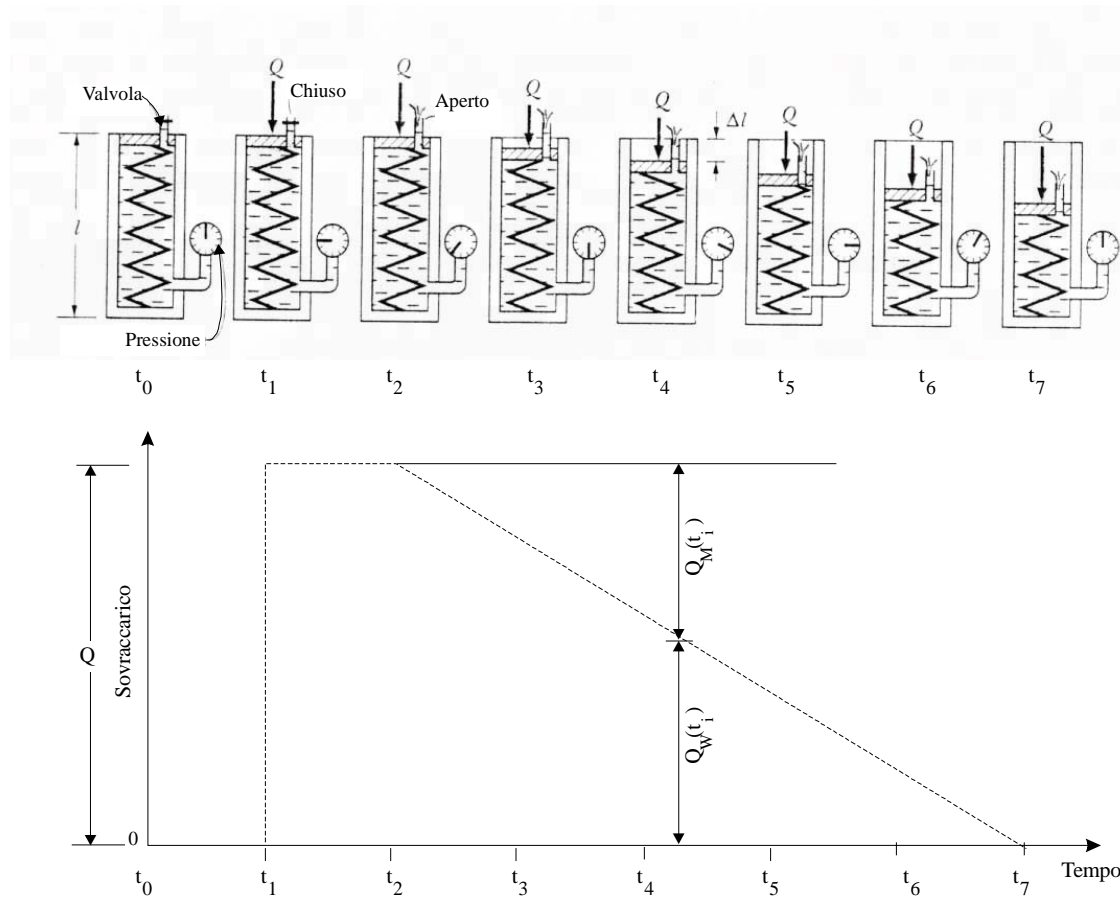 Q
Q
Valvola
Chiuso
Aperto
Q
Q
Δl
Q
Q
Q
l
Pressione
t0 t1 t2 t3 t4 t5 t6 t7
Q
Sovraccarico
QM(ti)
QW(ti)
0
t0 t1 t2 t3 t4 t5 t6 t7
Tempo